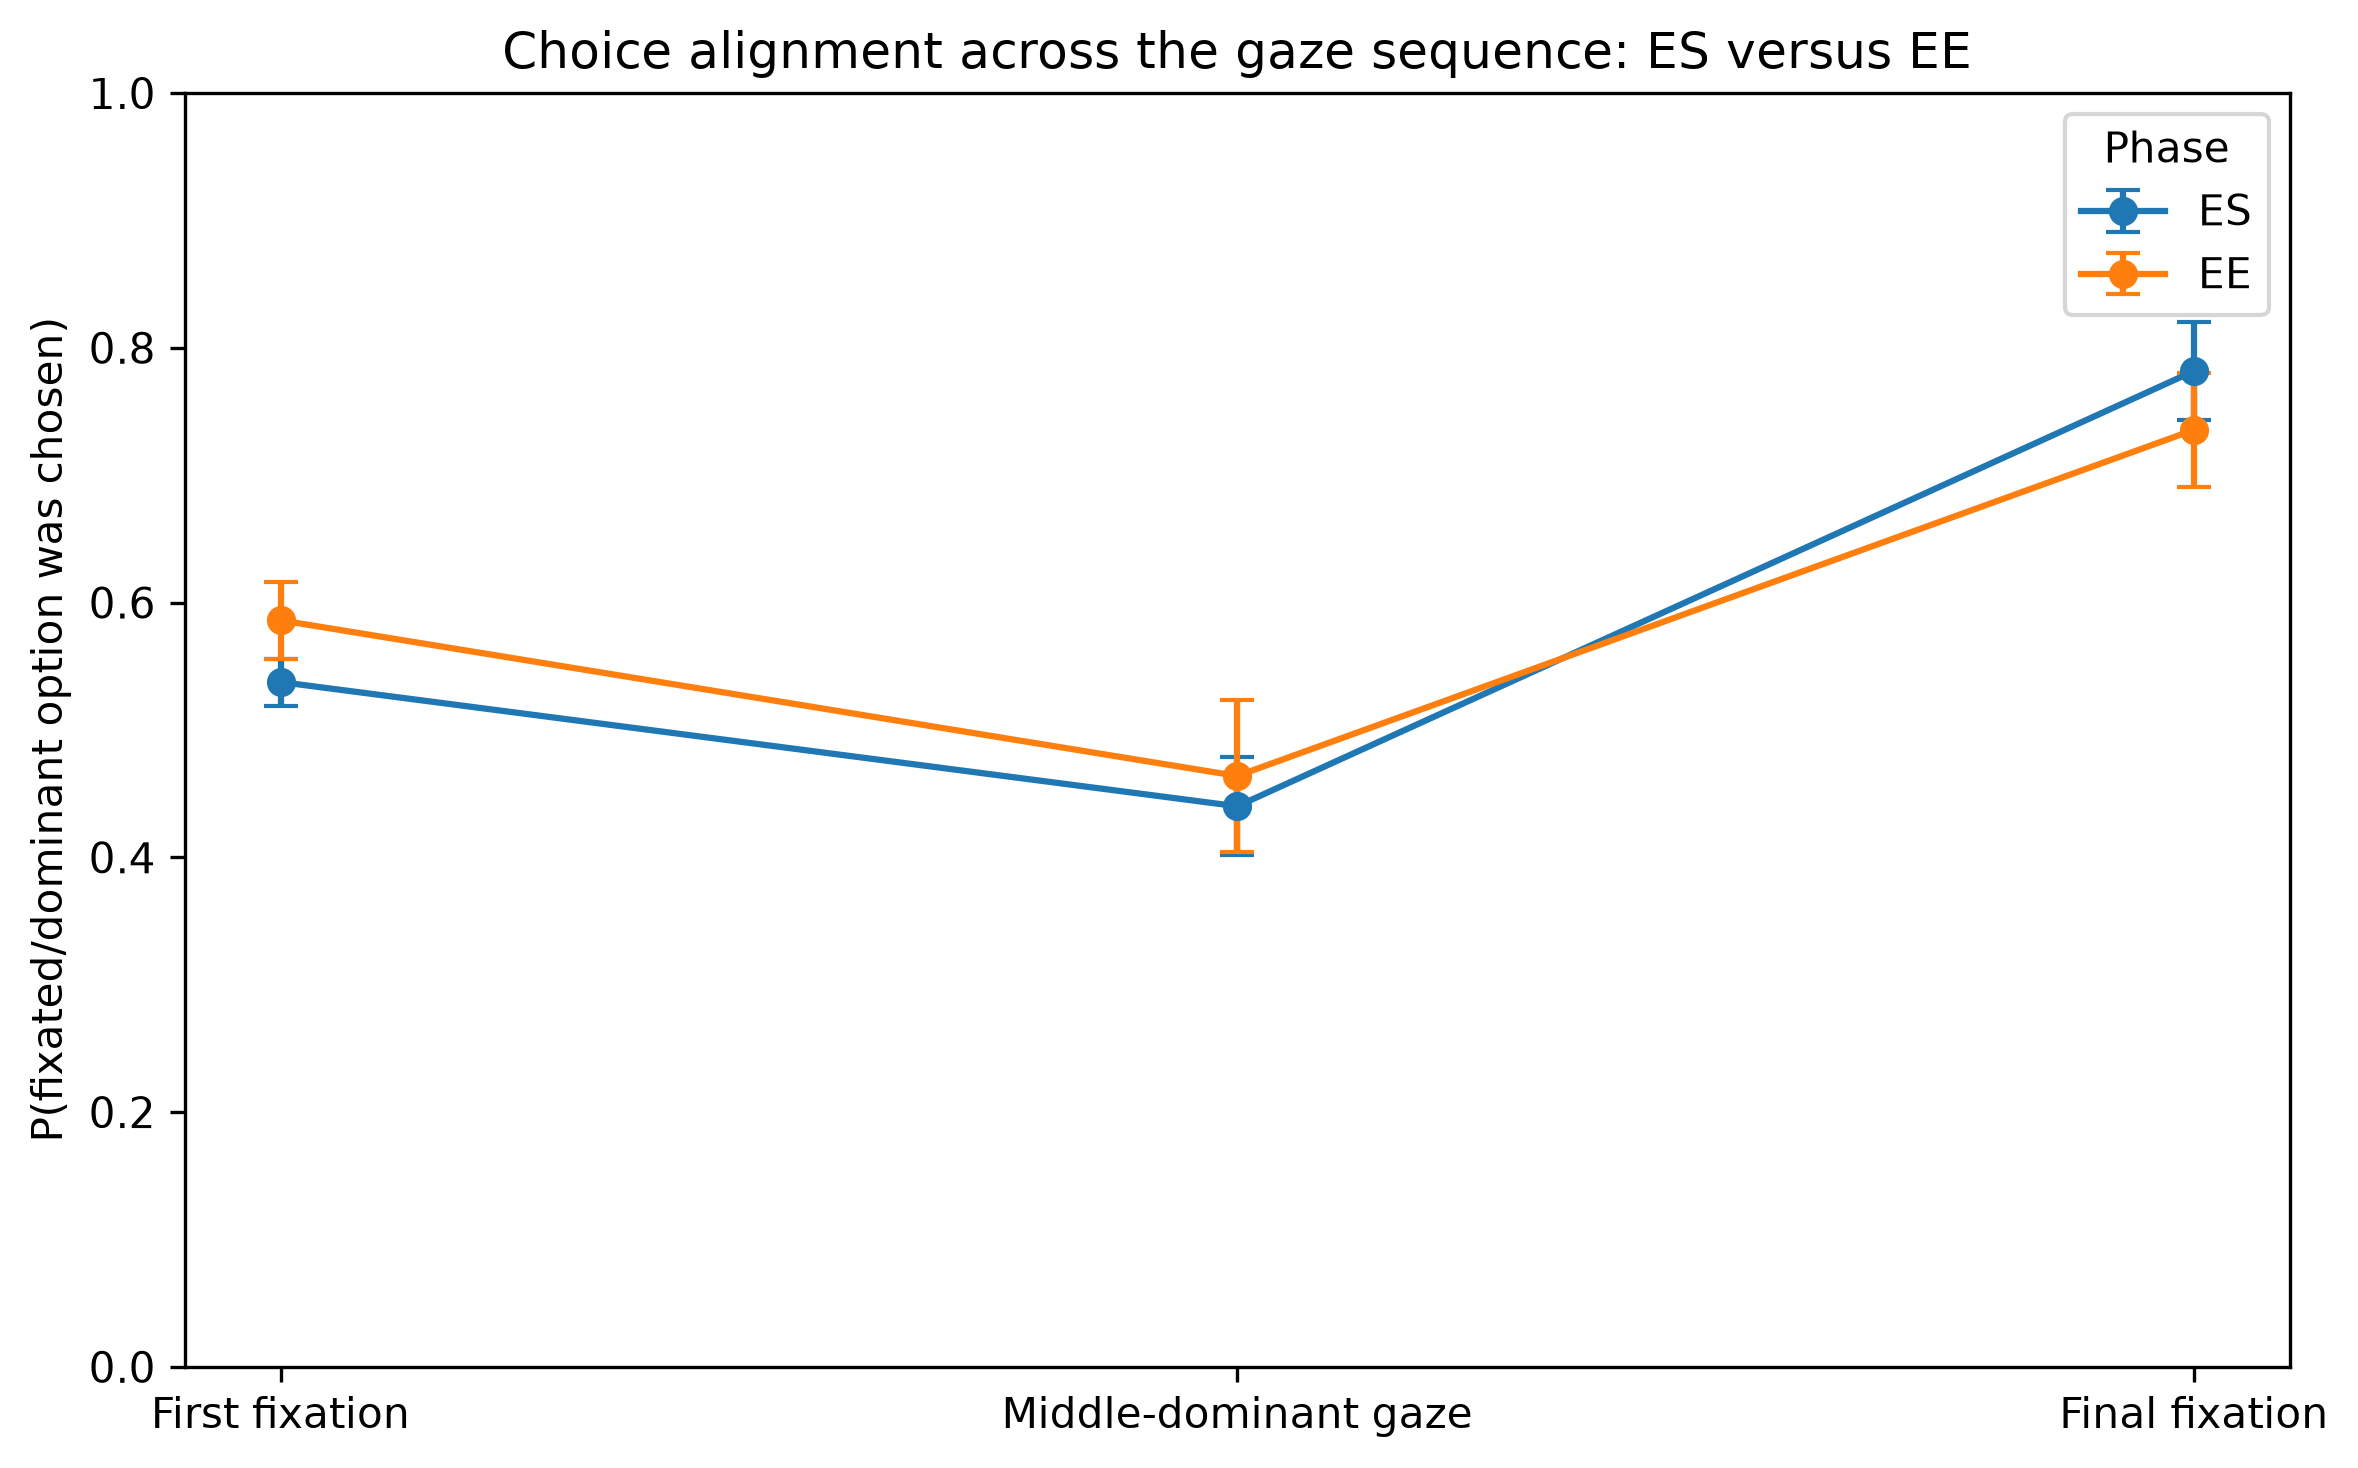 Choice alignment across the gaze sequence: ES versus EE
P(fixated/dominant option was chosen)
1.0
0.8
0.6
0.4
0.2
0.0
Phase
ES
EE
First fixation
Middle-dominant gaze
Final fixation